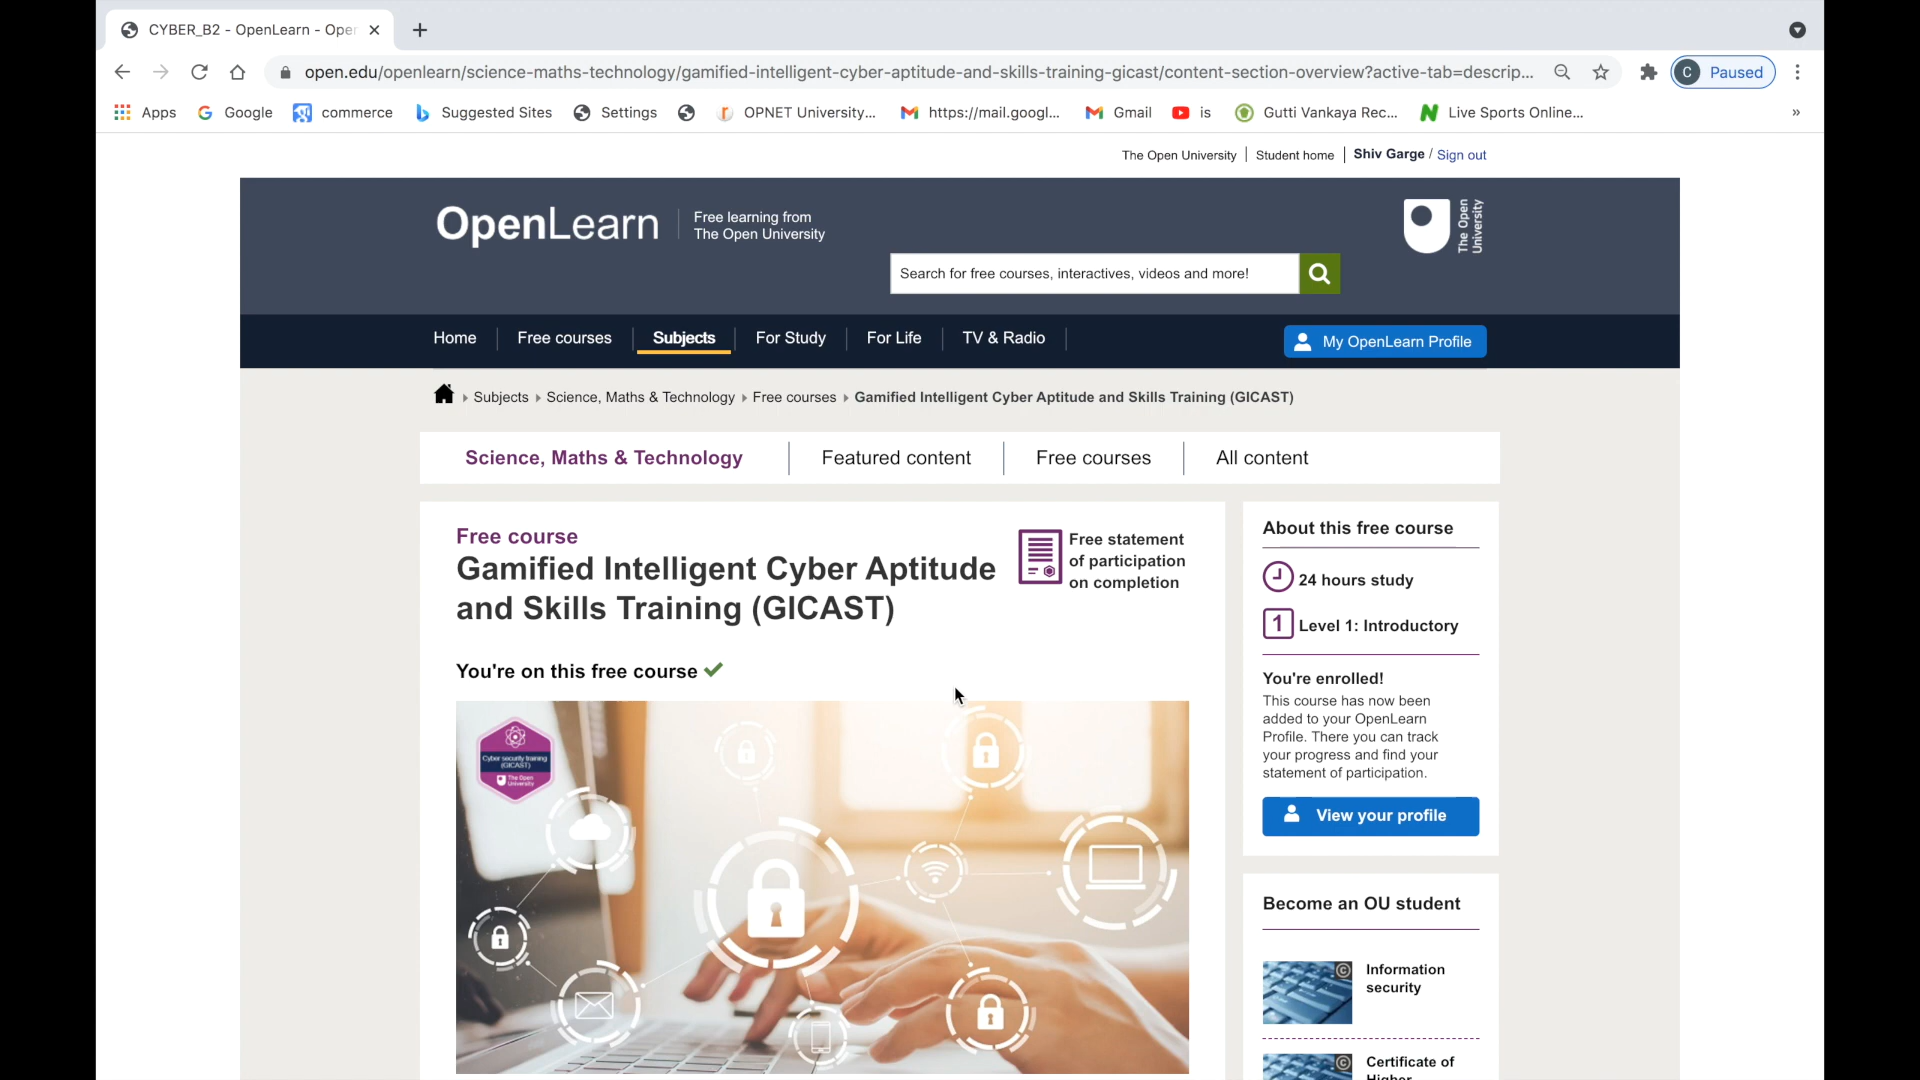 CYBER_B2 - OpenLearn - Oper
open.edu/openlearn/science-maths-technology/gamified-intelligent-cyber-aptitude-and-skills-training-gicast/content-section-overview?active-tab=descrip...
C Paused
Apps Google commerce Suggested Sites Settings OPNET University... https://mail.googl... Gmail is Gutti Vankaya Rec... Live Sports Online... »
The Open University Student home Shiv Garge / Sign out
OpenLearn
Free learning from
The Open University
The Open
University
Search for free courses, interactives, videos and more!
Home Free courses Subjects For Study For Life TV & Radio My OpenLearn Profile
Subjects Science, Maths & Technology Free courses Gamified Intelligent Cyber Aptitude and Skills Training (GICAST)
Science, Maths & Technology Featured content Free courses All content
Free course
Gamified Intelligent Cyber Aptitude
and Skills Training (GICAST)
Free statement
of participation
on completion
You're on this free course
Cyber security training
(GICAST)
The Open
University
About this free course
24 hours study
1 Level 1: Introductory
You're enrolled!
This course has now been
added to your OpenLearn
Profile. There you can track
your progress and find your
statement of participation.
View your profile
Become an OU student
©
Information
security
©
Certificate of
Higher